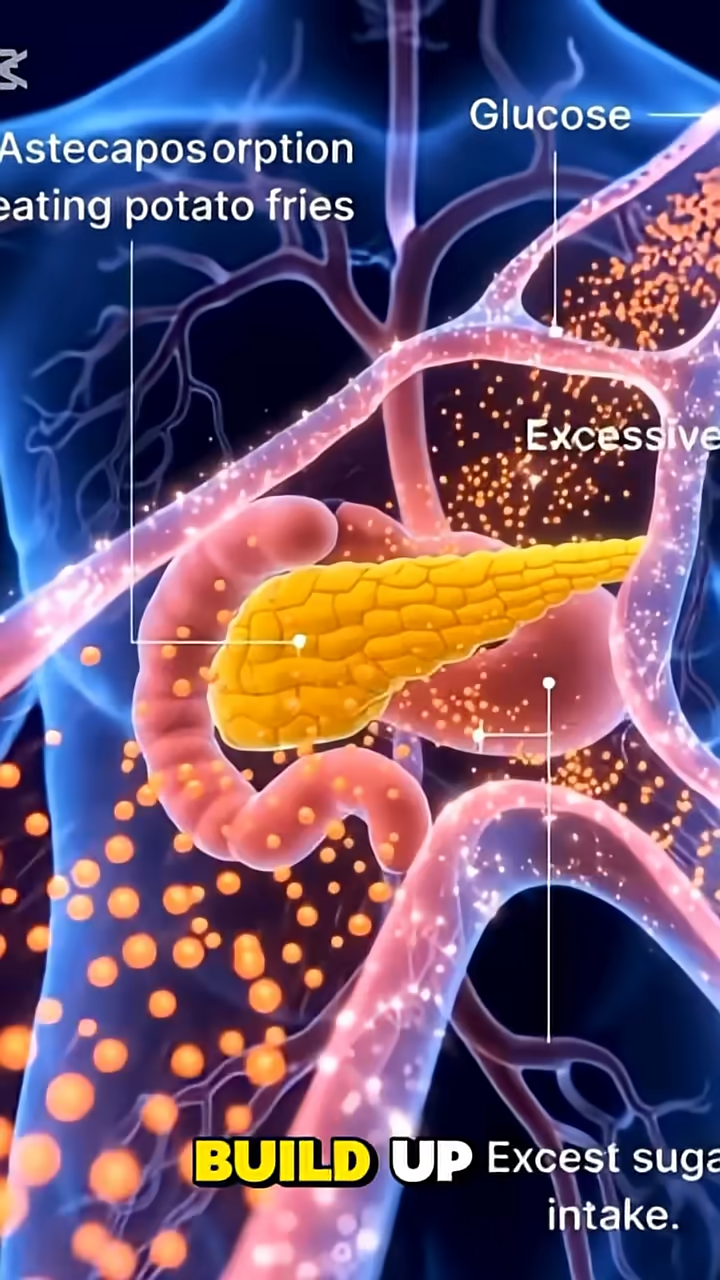 Glucose
Astecaposorption
eating potato fries
Excessive
BUILD UP
Excest suga
intake.